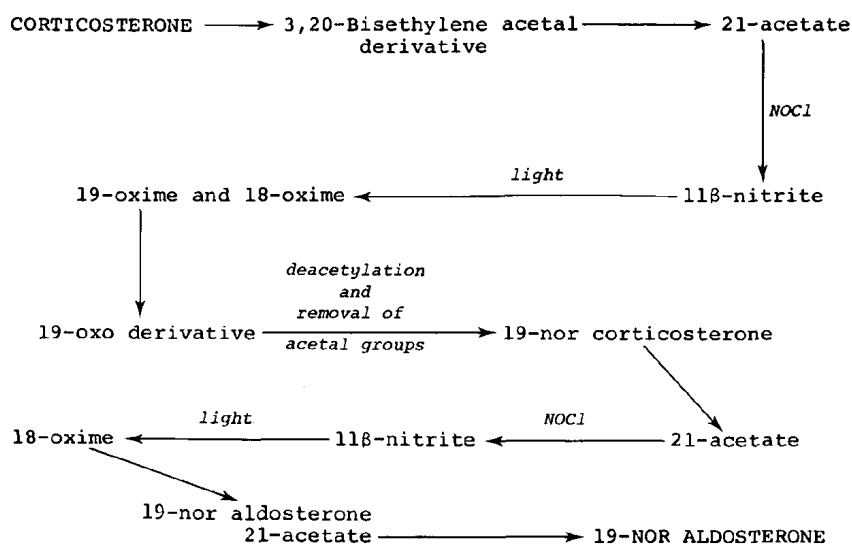 CORTICOSTERONE
3,20-Bisethylene acetal
derivative
21-acetate
NOCl
11β-nitrite
light
19-oxime and 18-oxime
19-oxo derivative
deacetylation
and
removal of
acetal groups
19-nor corticosterone
21-acetate
NOCl
11β-nitrite
light
18-oxime
19-nor aldosterone
21-acetate
19-NOR ALDOSTERONE